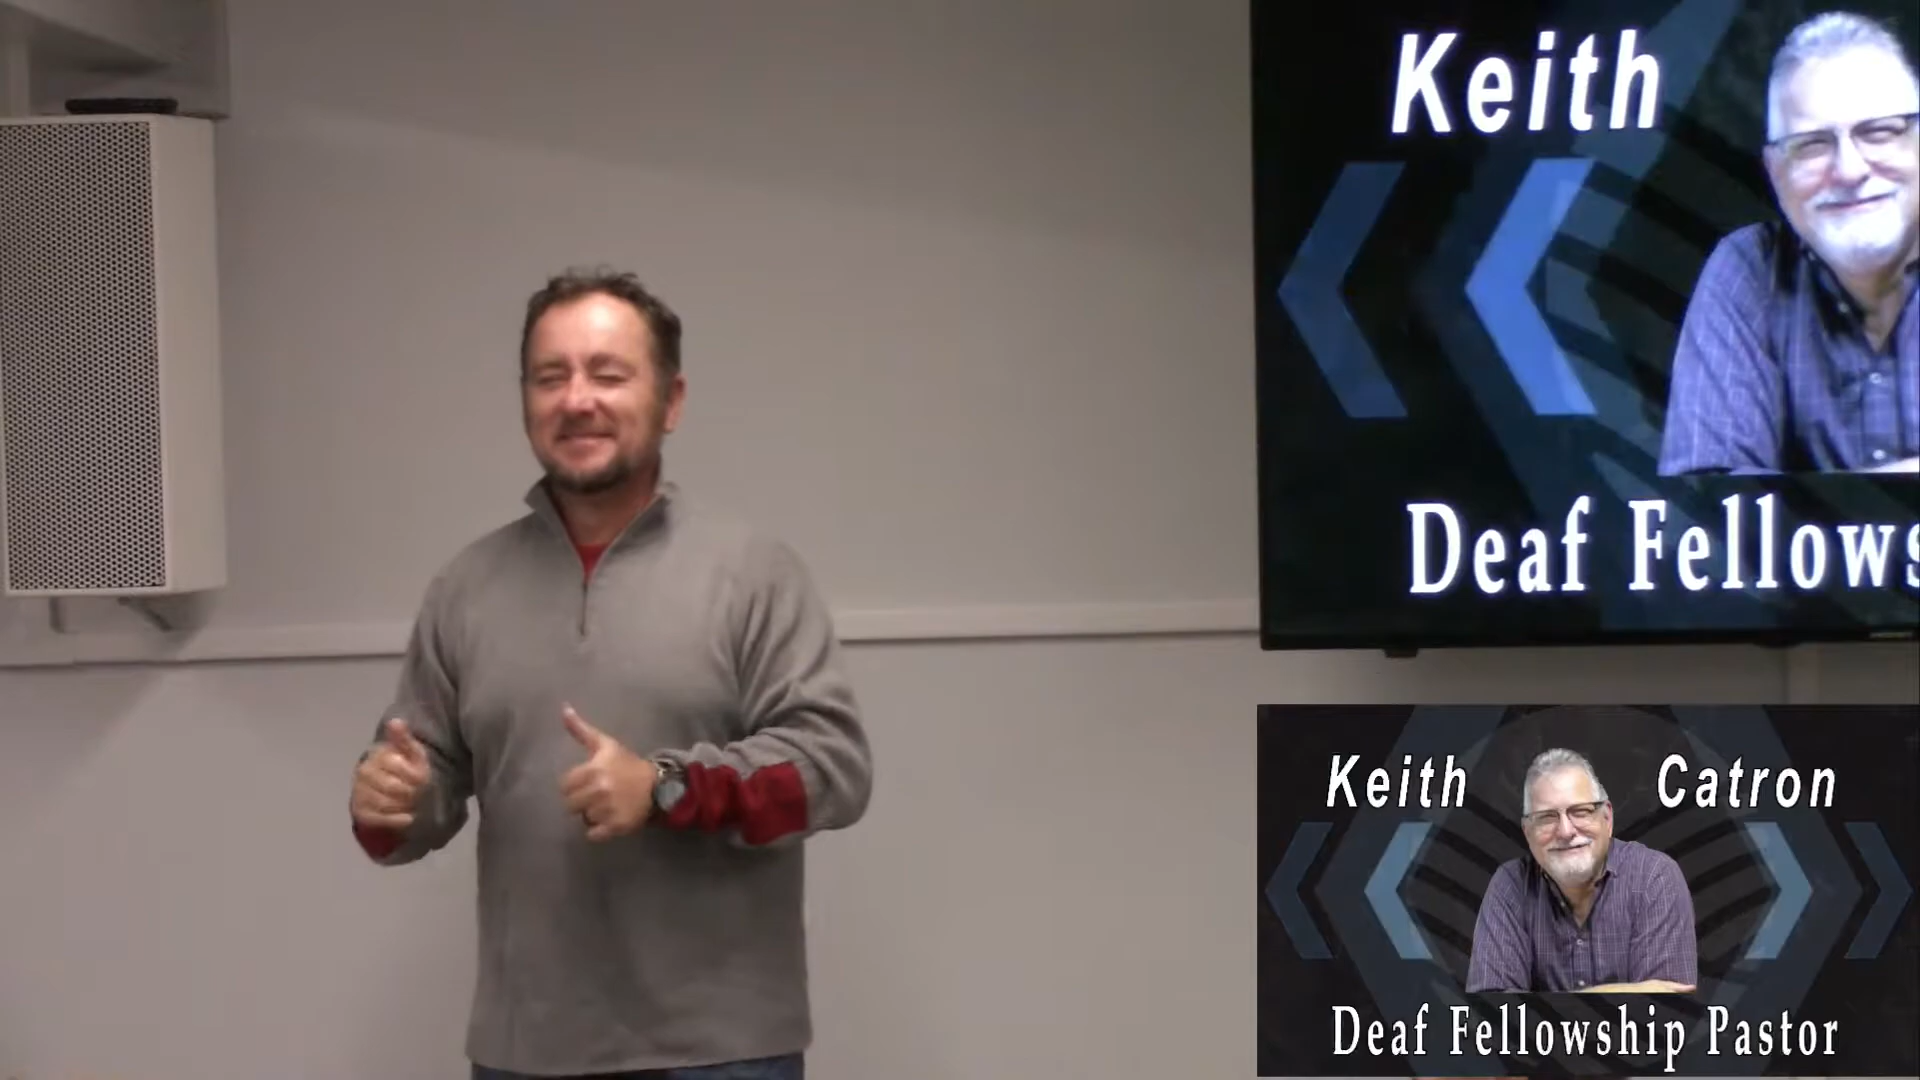 Keith
Deaf Fellows
Keith Catron
Deaf Fellowship Pastor